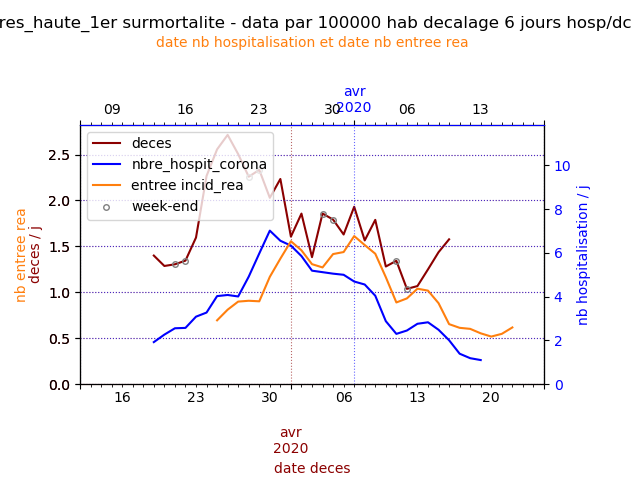 res_haute_1er surmortalite - data par 100000 hab decalage 6 jours hosp/dc
date nb hospitalisation et date nb entree rea
avr
2020
09 16 23 30 06 13
deces
nbre_hospit_corona
entree incid_rea
week-end
2.5
2.0
1.5
1.0
0.5
0.0
10
8
6
4
2
0
nb entree rea
deces / j
nb hospitalisation / j
16 23 30 06 13 20
avr
2020
date deces